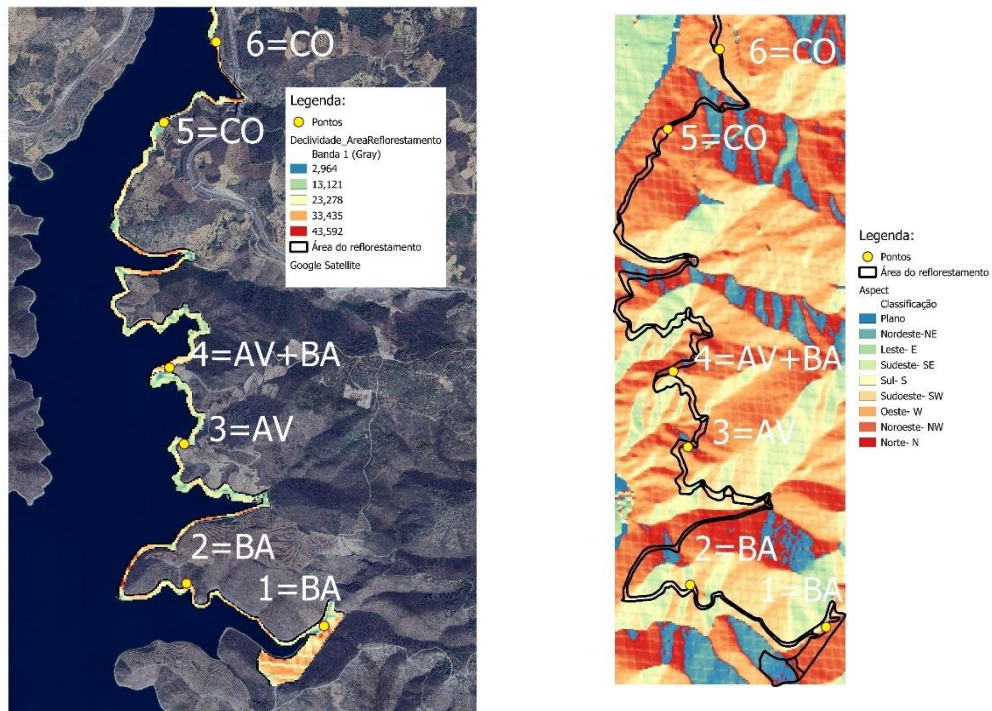 6=CO
5=CO
4=AV+BA
3=AV
2=BA
1=BA
Legenda:
Pontos
Declividade_AreaReflorestamento
Banda 1 (Gray)
2,964
13,121
23,278
33,435
43,592
Área do reflorestamento
Google Satellite
6=CO
5=CO
4=AV+BA
3=AV
2=BA
1=BA
Legenda:
Pontos
Área do reflorestamento
Aspect
Classificação
Plano
Nordeste-NE
Leste- E
Sudeste- SE
Sul- S
Sudoeste- SW
Oeste- W
Noroeste- NW
Norte- N